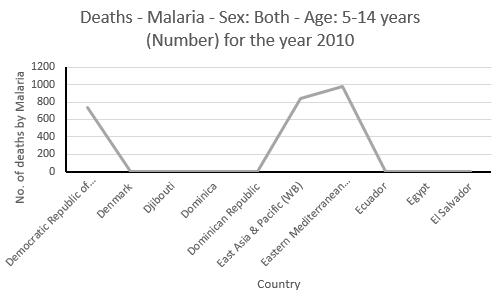 Deaths - Malaria - Sex: Both - Age: 5-14 years
(Number) for the year 2010
No. of deaths by Malaria
1200
1000
800
600
400
200
0
Democratic Republic of…
Denmark
Djibouti
Dominica
Dominican Republic
East Asia & Pacific (WB)
Eastern Mediterranean…
Ecuador
Egypt
El Salvador
Country